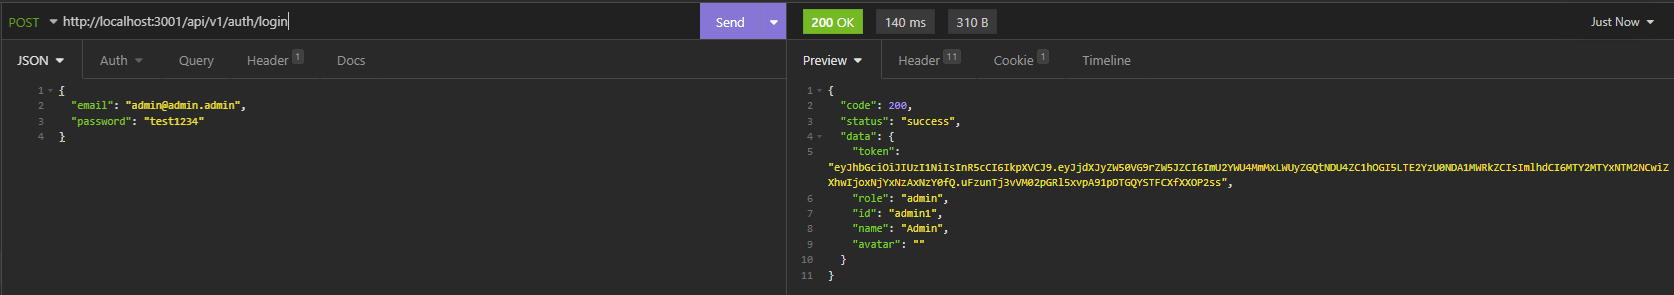 POST http://localhost:3001/api/v1/auth/login Send 200 OK 140 ms 310 B Just Now
JSON Auth Query Header 1 Docs
1 {
2 "email": "admin@admin.admin",
3 "password": "test1234"
4 }
Preview Header 11 Cookie 1 Timeline
1 {
2 "code": 200,
3 "status": "success",
4 "data": {
5 "token":
"eyJhbGciOiJIUzI1NiIsInR5cCI6IkpXVCJ9.eyJjdXJyZW50VG9rZW5JZCI6ImU2YWU4MmMxLWUyZGQtNDU4ZC1hOGI5LTE2YzU0NDA1MWRkZCIsImlhdCI6MTY2MTYxNTM2NCwiZ
XhwIjoxNjYxNzAxNzY0fQ.uFzunTj3vVM02pGRl5xvpA91pDTGQYSTFCXfXXOP2ss",
6 "role": "admin",
7 "id": "admin1",
8 "name": "Admin",
9 "avatar": ""
10 }
11 }